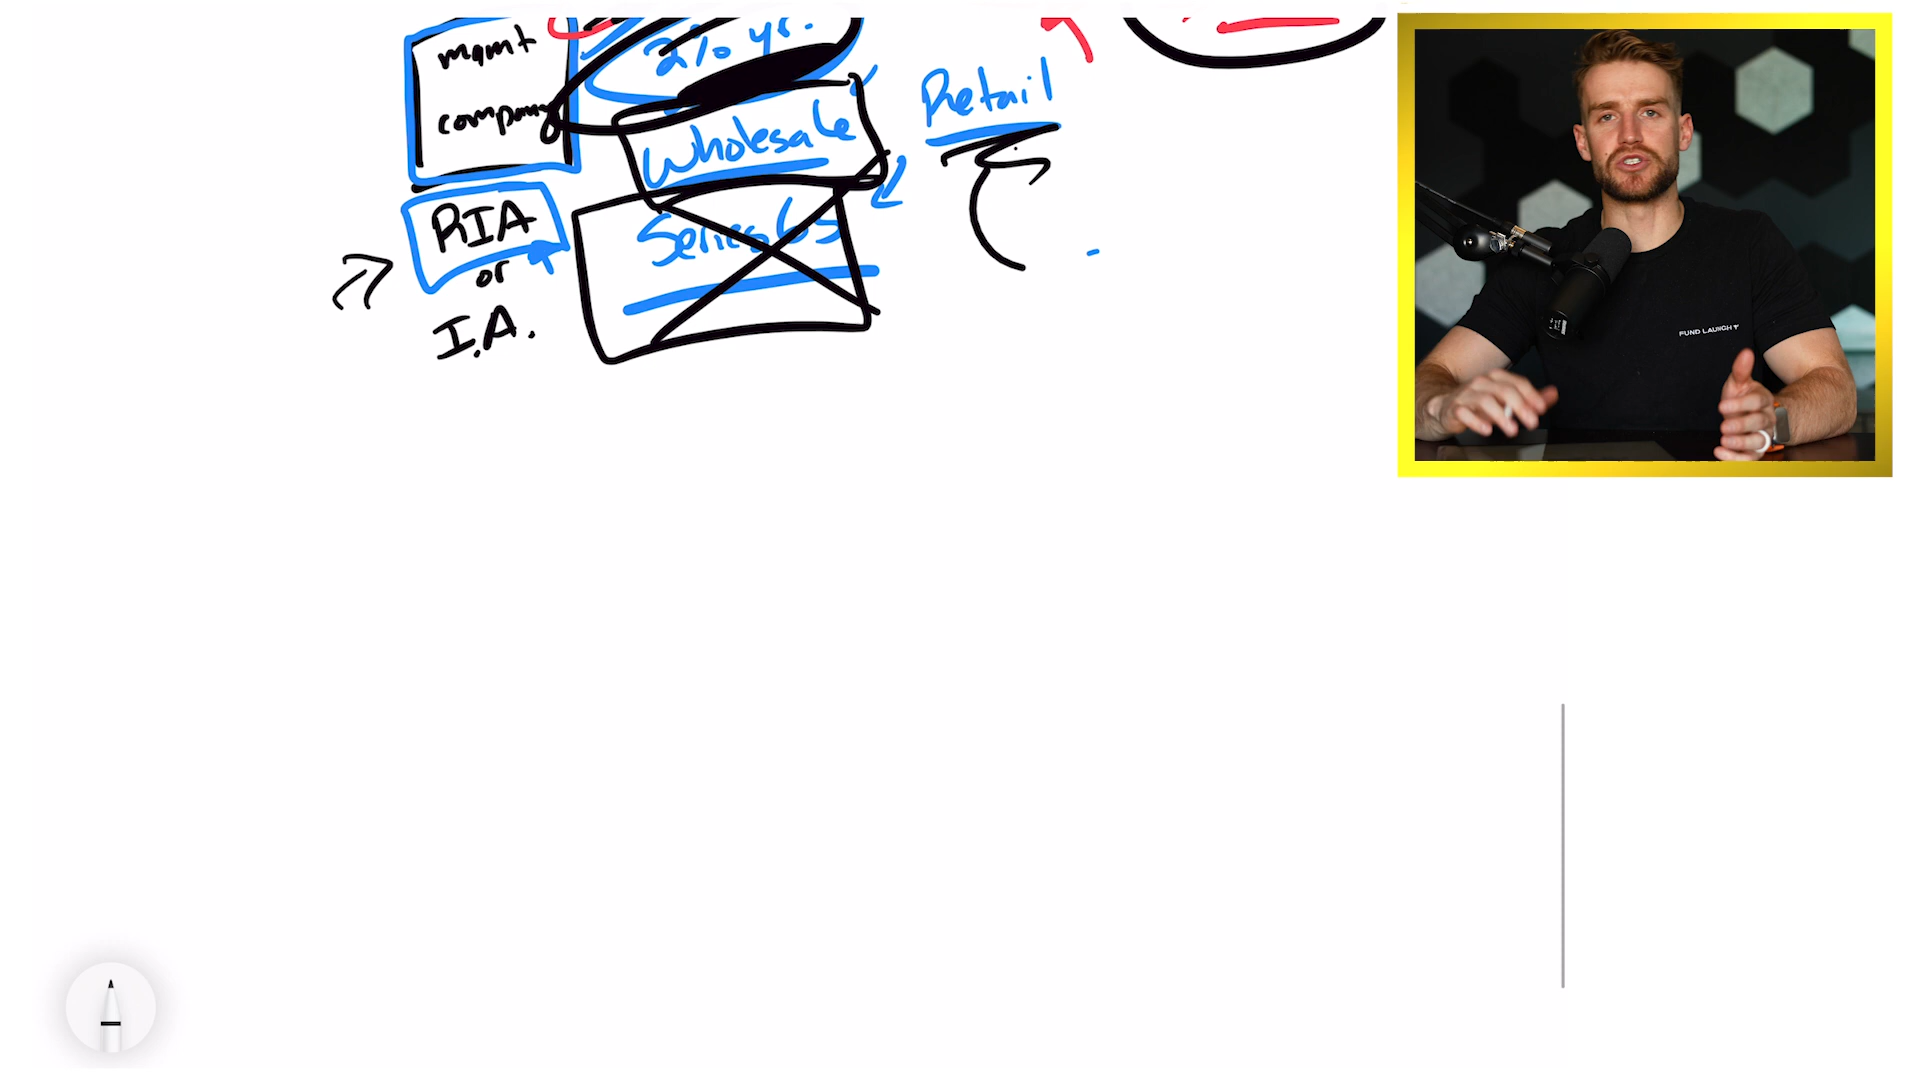 mgmt
company
2% yr.
Wholesale
Retail
RIA
or
I.A.
Series 65
FUND LAUNCH